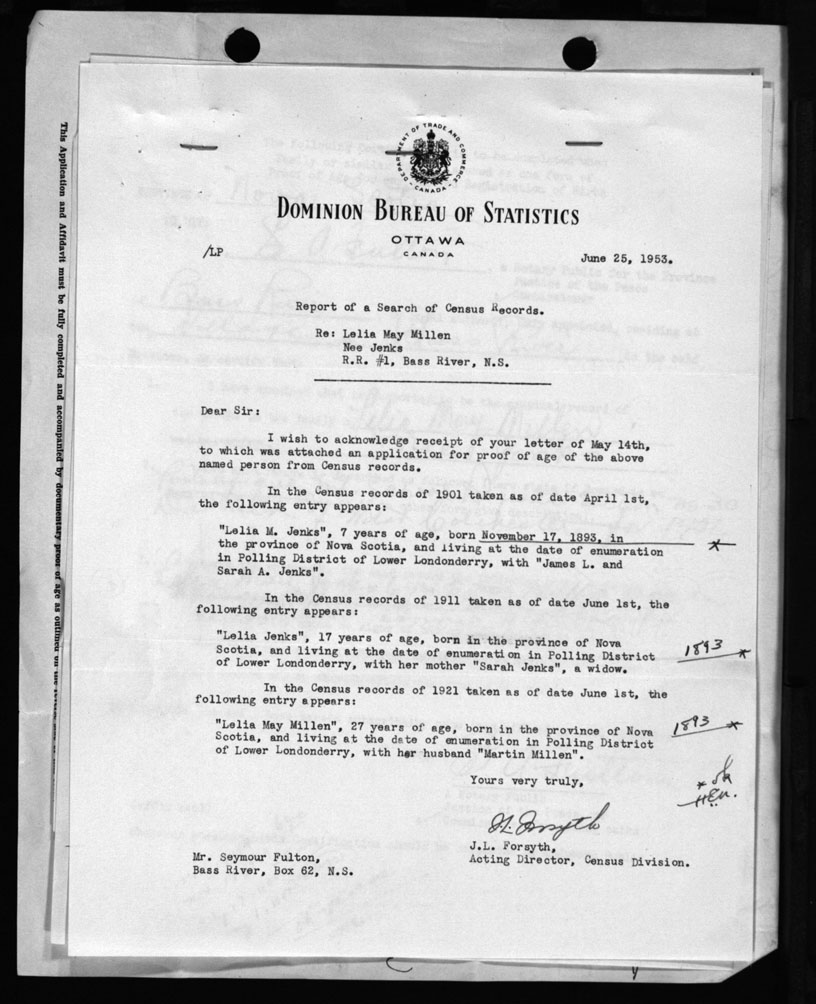 This Application and Affidavit must be fully completed and accompanied by documentary proof of age as outlined on the
DEPARTMENT OF TRADE AND COMMERCE
- CANADA -
DOMINION BUREAU OF STATISTICS
OTTAWA
CANADA
/LP
June 25, 1953.
Report of a Search of Census Records.
Re: Lelia May Millen
Nee Jenks
R.R. #1, Bass River, N.S.
Dear Sir:
I wish to acknowledge receipt of your letter of May 14th,
to which was attached an application for proof of age of the above
named person from Census records.
In the Census records of 1901 taken as of date April 1st,
the following entry appears:
"Lelia M. Jenks", 7 years of age, born November 17, 1893, in
the province of Nova Scotia, and living at the date of enumeration
in Polling District of Lower Londonderry, with "James L. and
Sarah A. Jenks".
In the Census records of 1911 taken as of date June 1st, the
following entry appears:
"Lelia Jenks", 17 years of age, born in the province of Nova
Scotia, and living at the date of enumeration in Polling District
of Lower Londonderry, with her mother "Sarah Jenks", a widow.
1893
In the Census records of 1921 taken as of date June 1st, the
following entry appears:
"Lelia May Millen", 27 years of age, born in the province of Nova
Scotia, and living at the date of enumeration in Polling District
of Lower Londonderry, with her husband "Martin Millen".
1893
Yours very truly,
ok
J.L. Forsyth
J.L. Forsyth,
Acting Director, Census Division.
Mr. Seymour Fulton,
Bass River, Box 62, N.S.